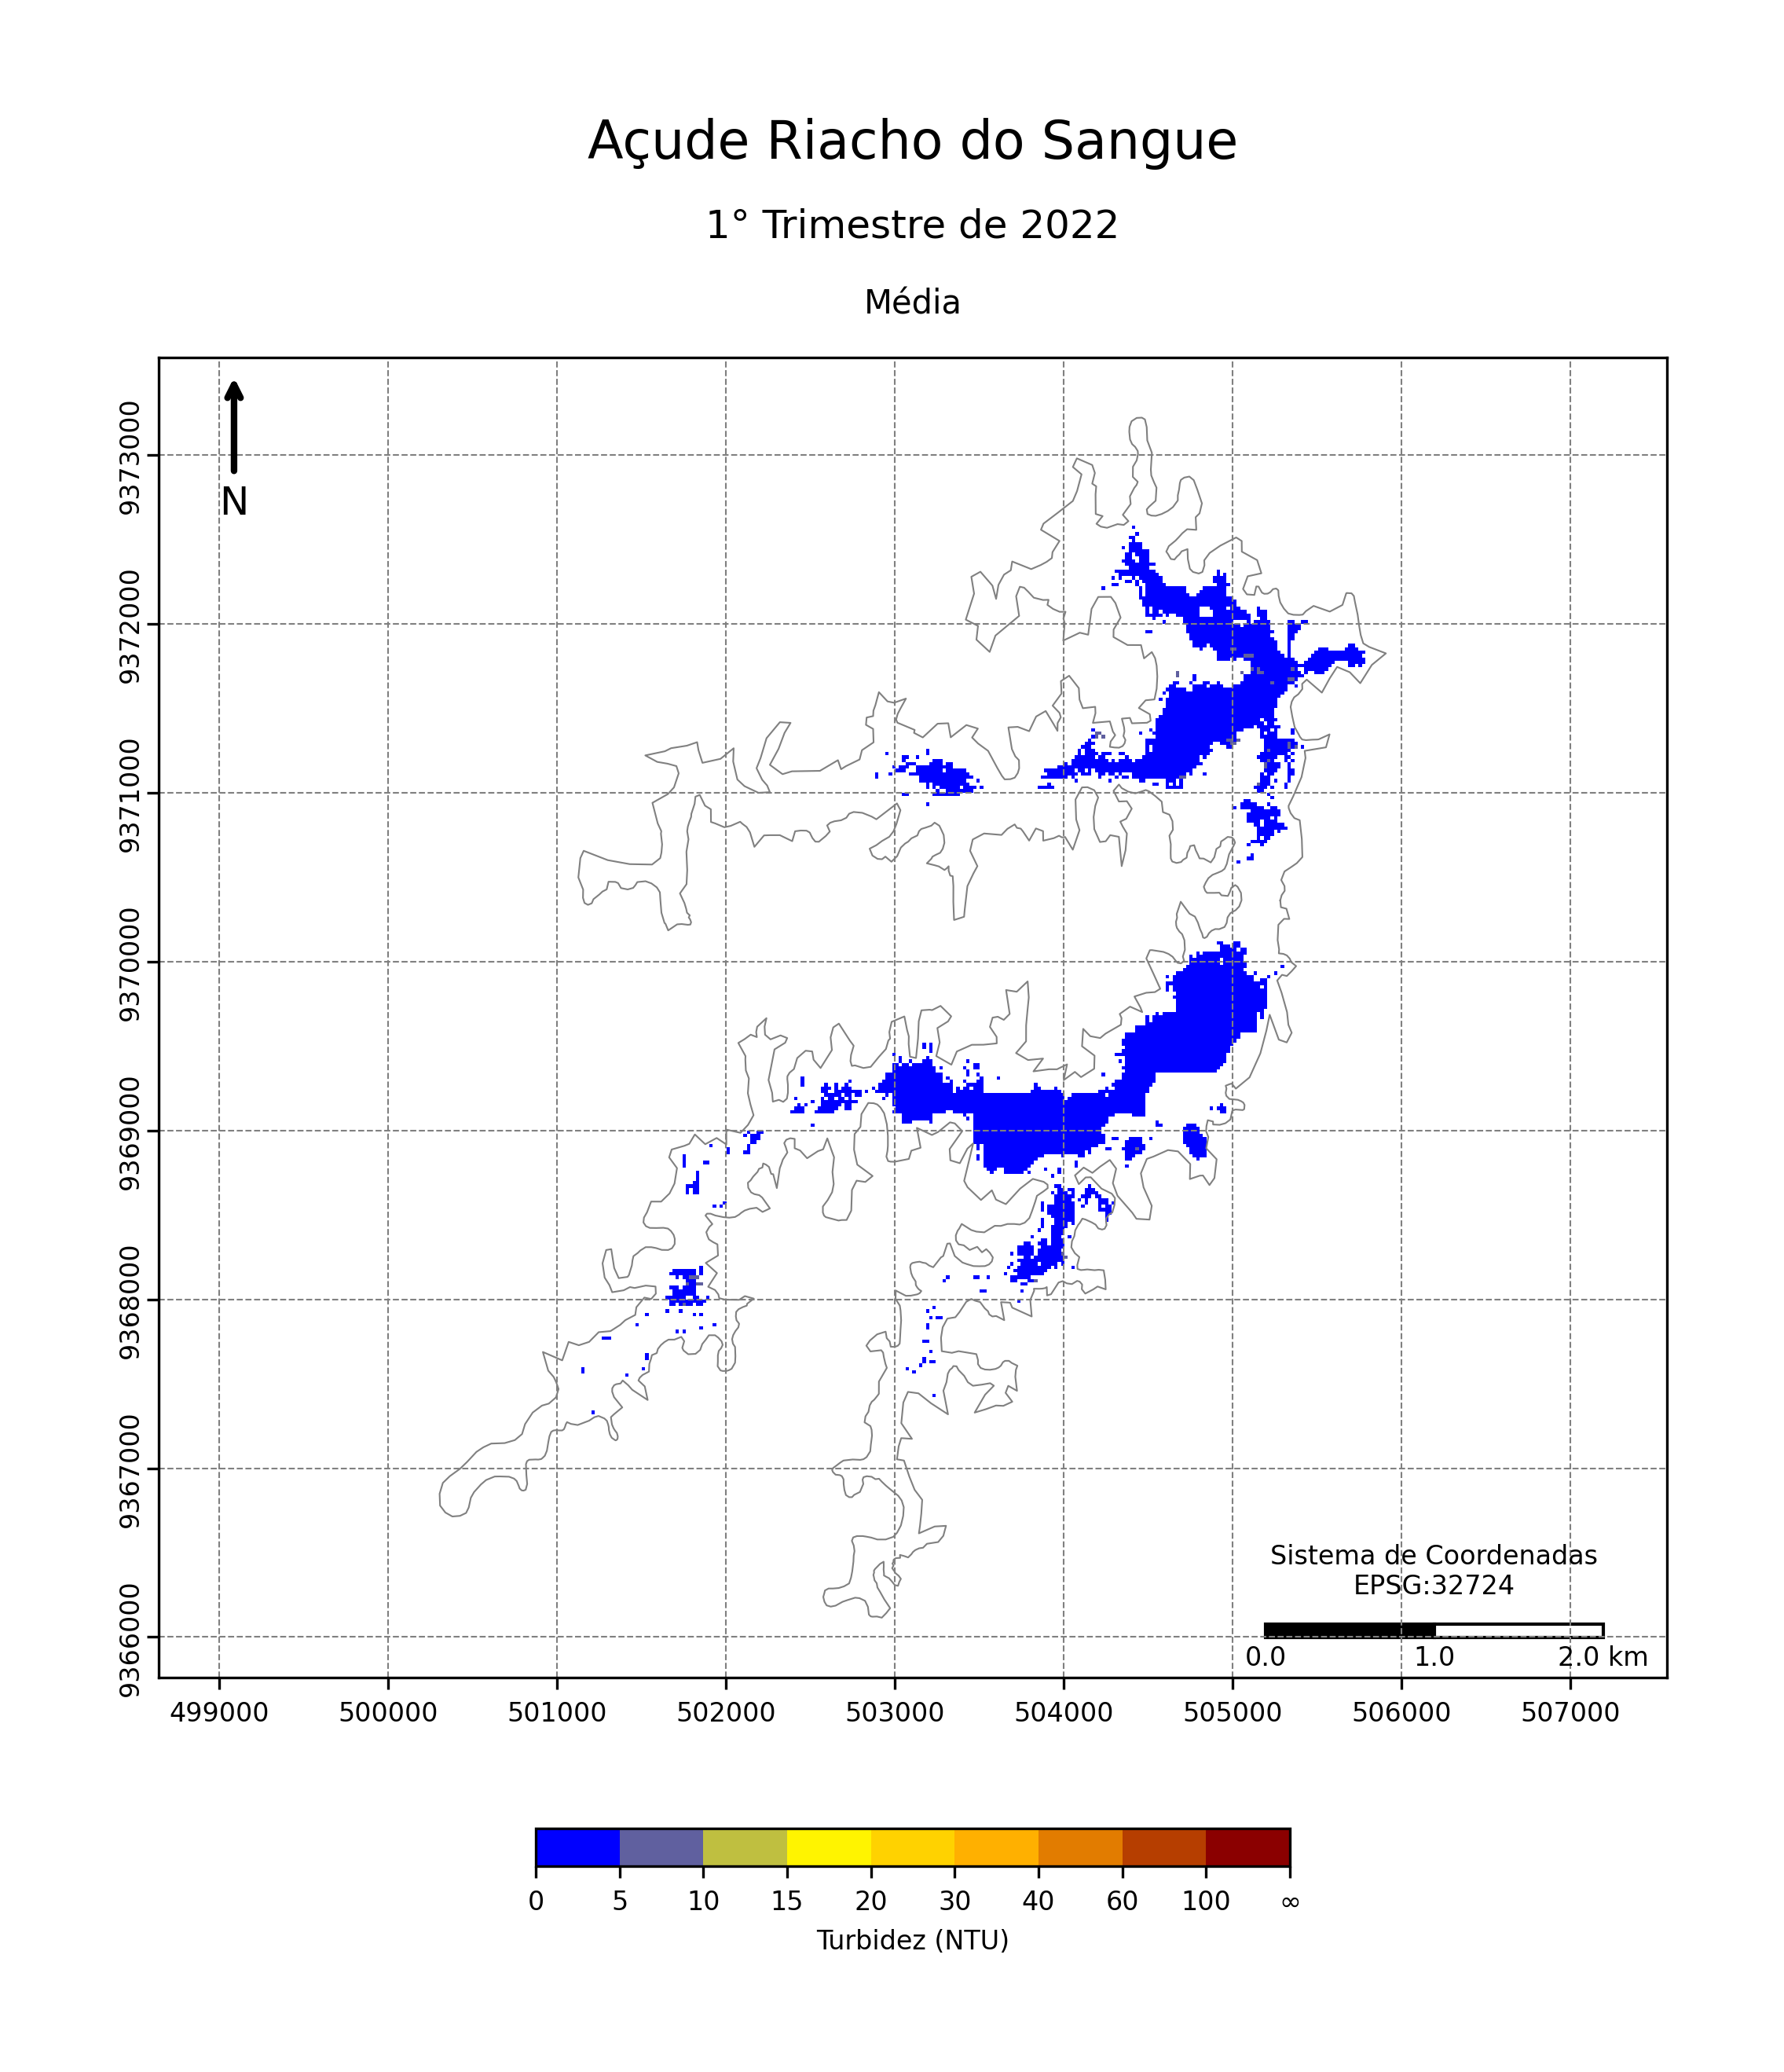 Açude Riacho do Sangue
1° Trimestre de 2022
Média
N
9373000
9372000
9371000
9370000
9369000
9368000
9367000
9366000
Sistema de Coordenadas
EPSG:32724
0.0 1.0 2.0 km
499000 500000 501000 502000 503000 504000 505000 506000 507000
0 5 10 15 20 30 40 60 100 ∞
Turbidez (NTU)